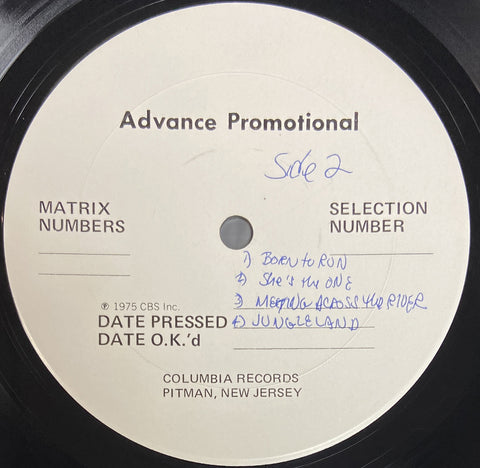 Advance Promotional
Side 2
MATRIX NUMBERS
SELECTION NUMBER
1) BORN to RUN
2) She's the ONE
3) MEETING ACROSS the RIVER
4) JUNGLELAND
℗ 1975 CBS Inc.
DATE PRESSED
DATE O.K.'d
COLUMBIA RECORDS
PITMAN, NEW JERSEY